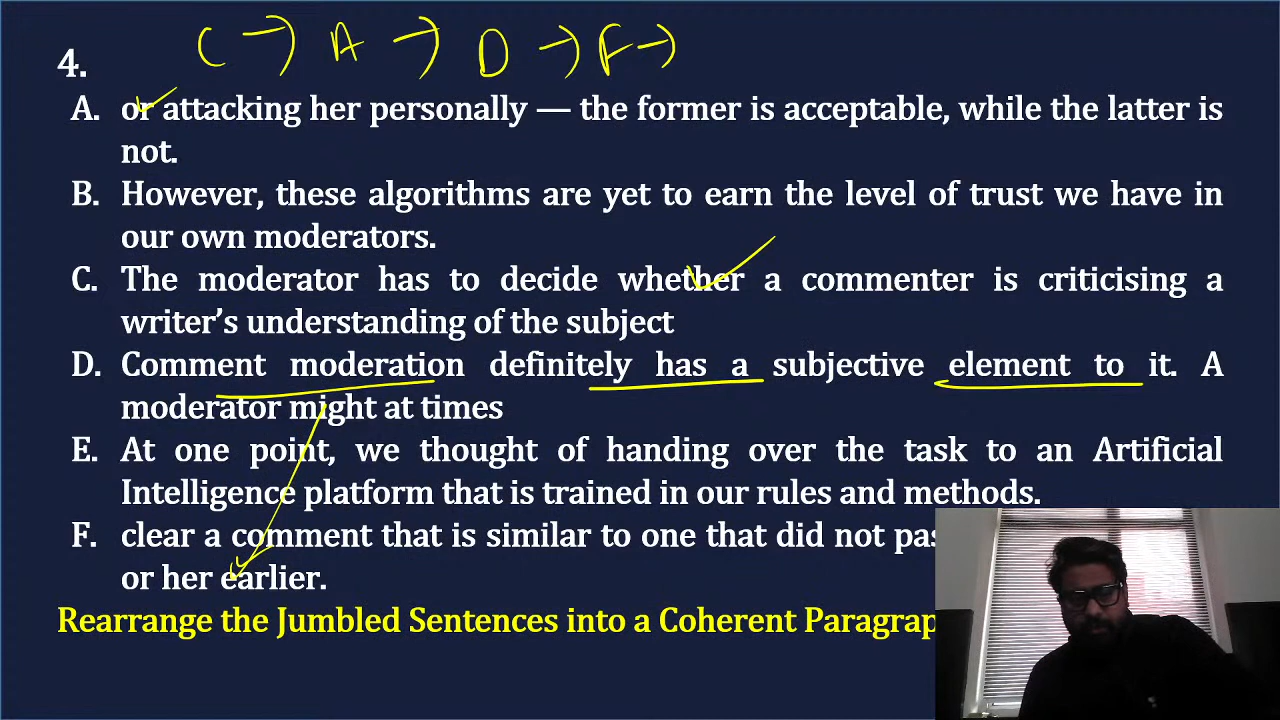 C → A → D → F →
4.
A. or attacking her personally — the former is acceptable, while the latter is
not.
B. However, these algorithms are yet to earn the level of trust we have in
our own moderators.
C. The moderator has to decide whether a commenter is criticising a
writer's understanding of the subject
D. Comment moderation definitely has a subjective element to it. A
moderator might at times
E. At one point, we thought of handing over the task to an Artificial
Intelligence platform that is trained in our rules and methods.
F. clear a comment that is similar to one that did not
or her earlier.
Rearrange the Jumbled Sentences into a Coherent